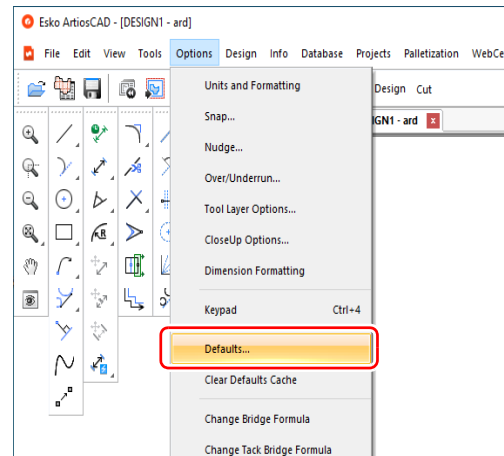 Esko ArtiosCAD - [DESIGN1 - ard]
File Edit View Tools Options Design Info Database Projects Palletization
Units and Formatting
Design Cut
Snap...
IGN1 - ard x
Nudge...
Over/Underrun...
Tool Layer Options...
CloseUp Options...
R
Dimension Formatting
Keypad Ctrl+4
Defaults...
Clear Defaults Cache
Change Bridge Formula
Change Tack Bridge Formula